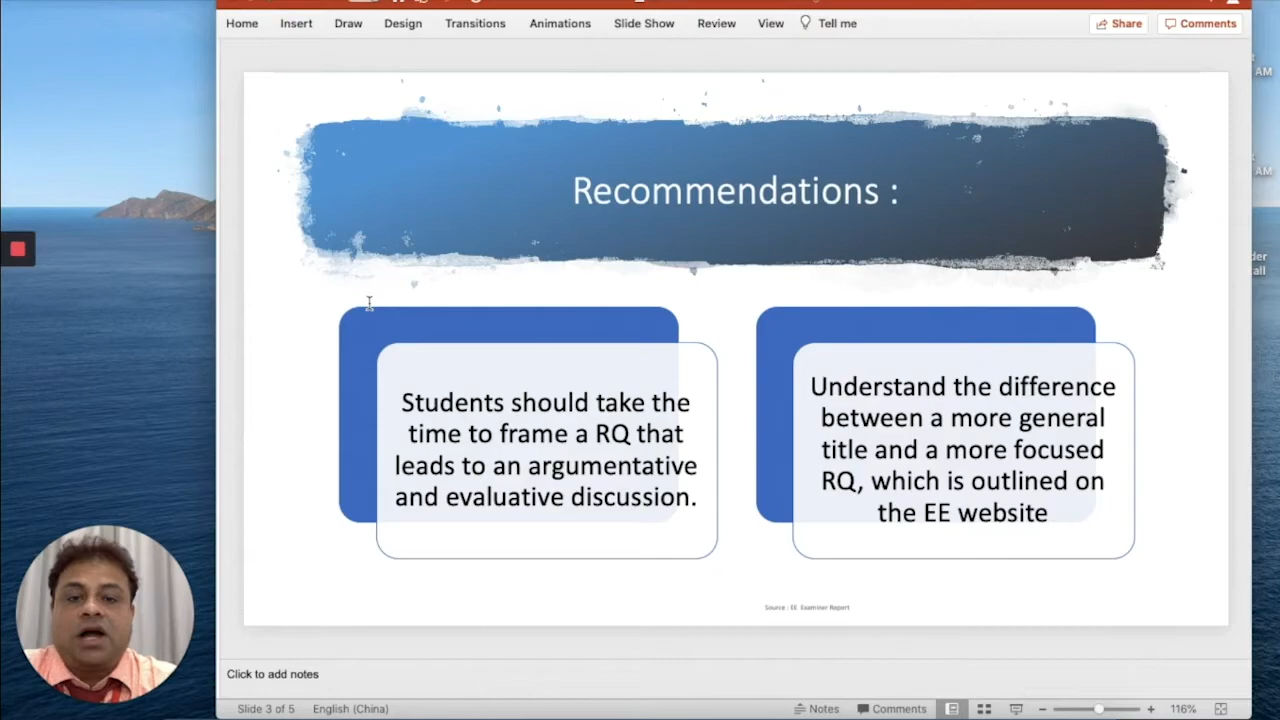 Home Insert Draw Design Transitions Animations Slide Show Review View Tell me Share Comments
AM
Recommendations :
AM
Students should take the
time to frame a RQ that
leads to an argumentative
and evaluative discussion.
Understand the difference
between a more general
title and a more focused
RQ, which is outlined on
the EE website
Source : EE Examiner Report
Click to add notes
Slide 3 of 5 English (China) Notes Comments 116%